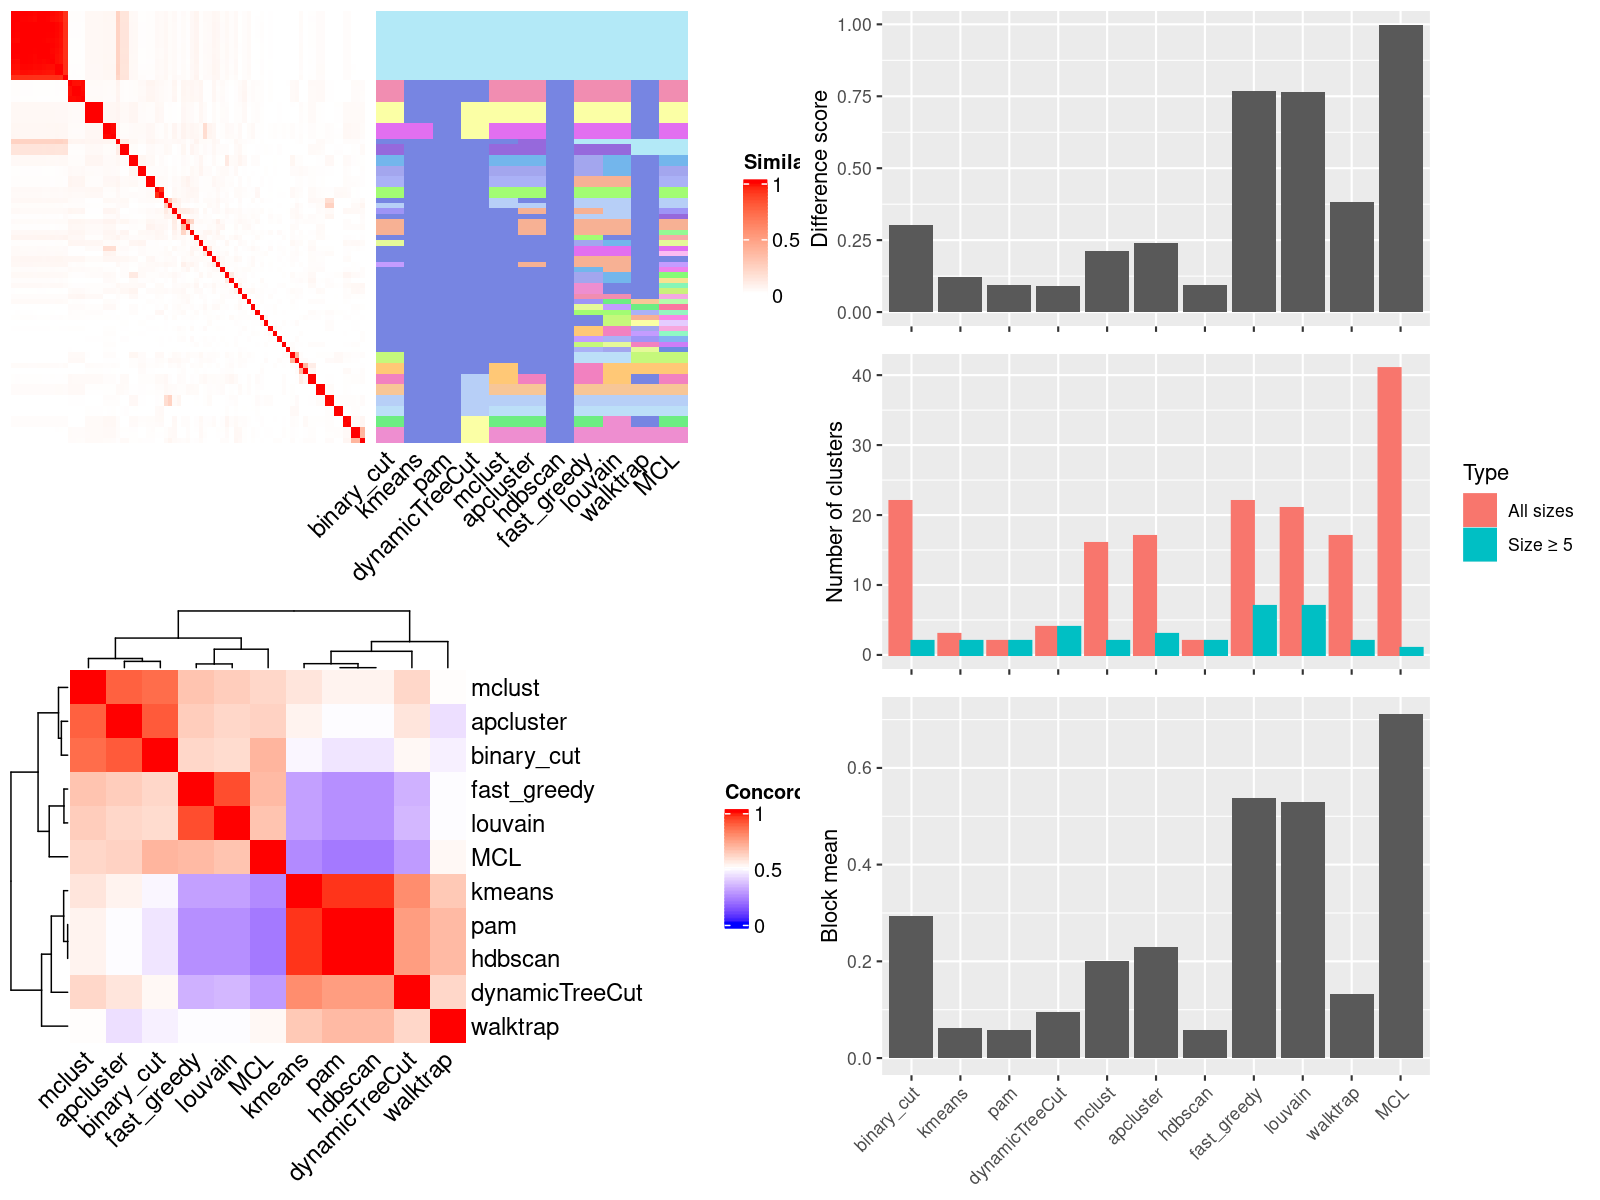 Simila
1
0.5
0
binary_cut
kmeans
pam
dynamicTreeCut
mclust
apcluster
hdbscan
fast_greedy
louvain
walktrap
MCL
mclust
apcluster
binary_cut
fast_greedy
louvain
MCL
kmeans
pam
hdbscan
dynamicTreeCut
walktrap
mclust
apcluster
binary_cut
fast_greedy
louvain
MCL
kmeans
pam
hdbscan
dynamicTreeCut
walktrap
Concord
1
0.5
0
Difference score
1.00
0.75
0.50
0.25
0.00
Number of clusters
40
30
20
10
0
Type
All sizes
Size ≥ 5
Block mean
0.6
0.4
0.2
0.0
binary_cut
kmeans
pam
dynamicTreeCut
mclust
apcluster
hdbscan
fast_greedy
louvain
walktrap
MCL